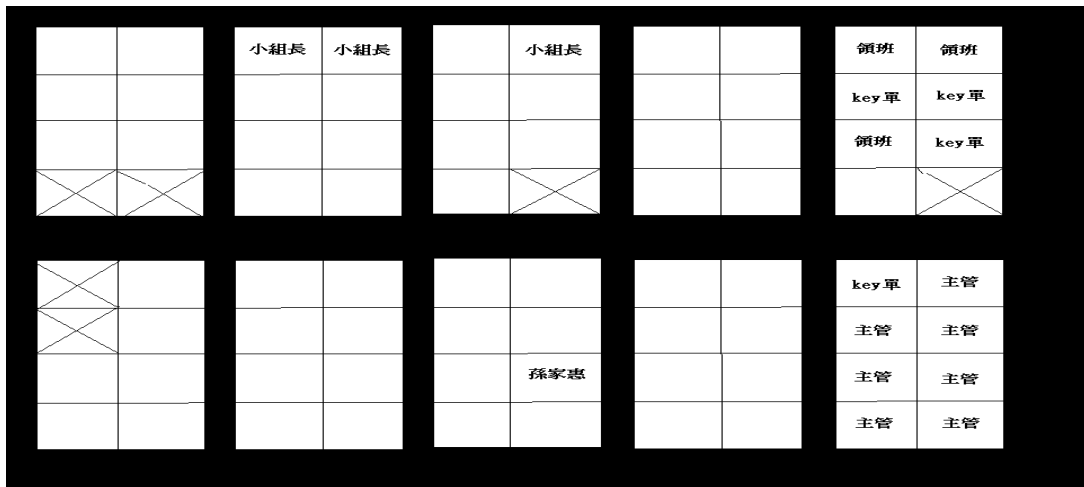 小組長 小組長 小組長 領班 領班
key單 key單
領班 key單
key單 主管
主管 主管
孫家惠 主管 主管
主管 主管